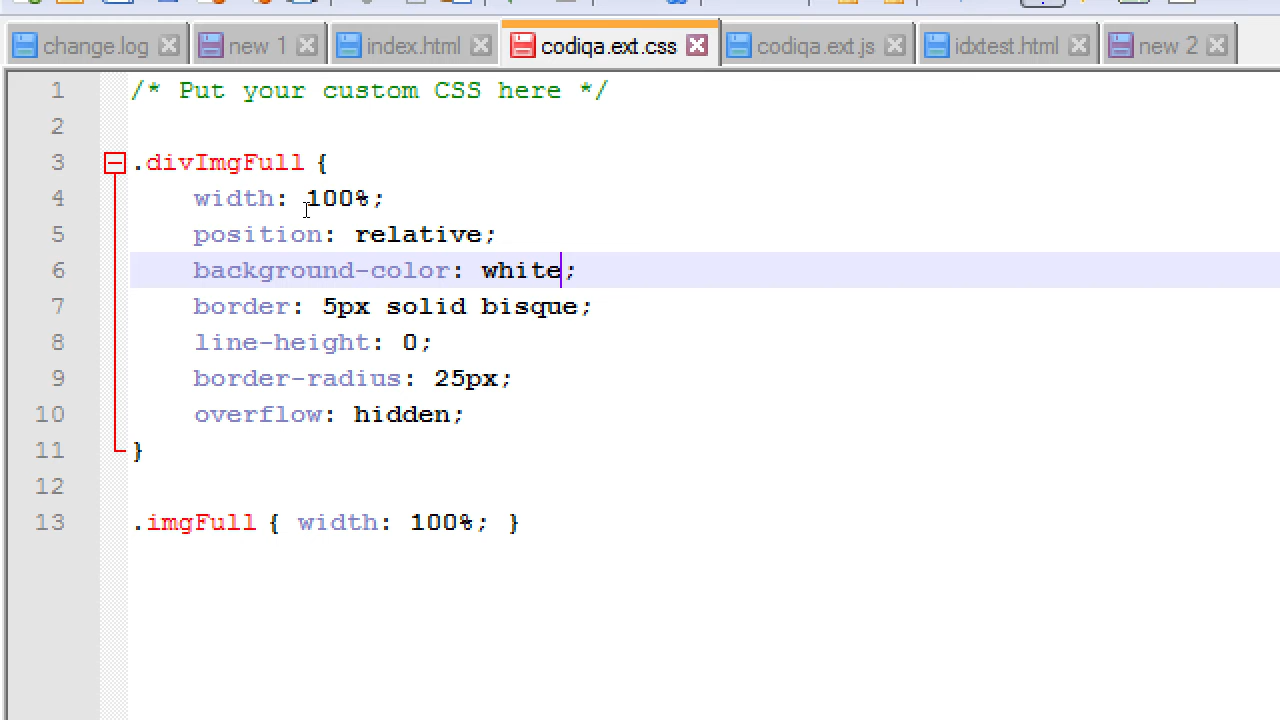 change.log new 1 index.html codiqa.ext.css codiqa.ext.js idxtest.html new 2
1 /* Put your custom CSS here */
2
3 .divImgFull {
4 width: 100%;
5 position: relative;
6 background-color: white;
7 border: 5px solid bisque;
8 line-height: 0;
9 border-radius: 25px;
10 overflow: hidden;
11 }
12
13 .imgFull { width: 100%; }